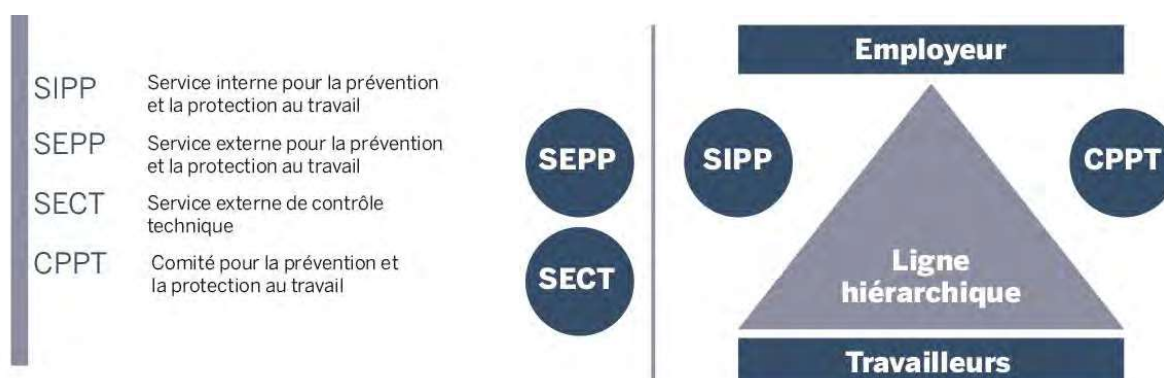 SIPP
Service interne pour la prévention
et la protection au travail
SEPP
Service externe pour la prévention
et la protection au travail
SECT
Service externe de contrôle
technique
CPPT
Comité pour la prévention et
la protection au travail
SEPP
SECT
Employeur
SIPP
CPPT
Ligne
hiérarchique
Travailleurs